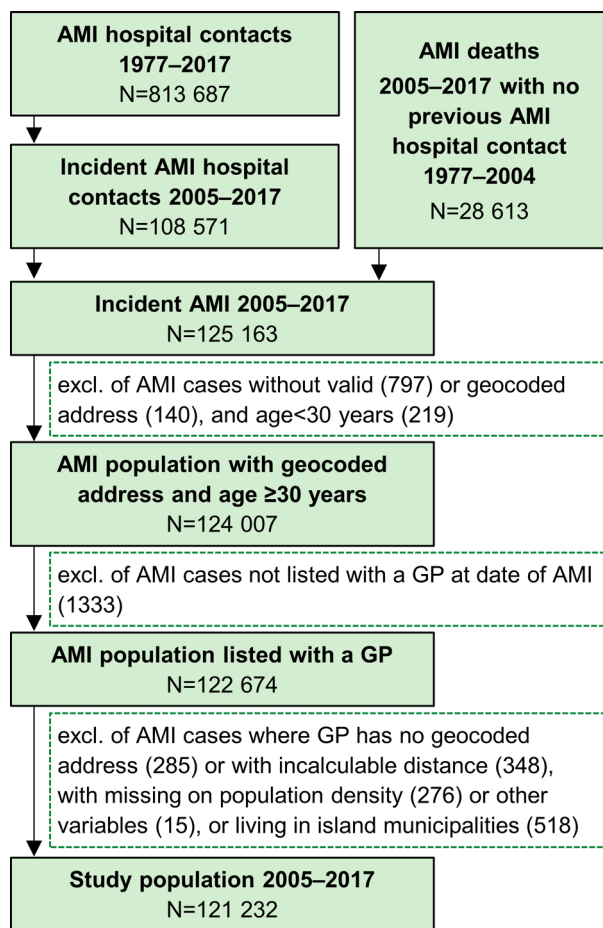 AMI hospital contacts
1977–2017
N=813 687
AMI deaths
2005–2017 with no
previous AMI
hospital contact
1977–2004
N=28 613
Incident AMI hospital
contacts 2005–2017
N=108 571
Incident AMI 2005–2017
N=125 163
excl. of AMI cases without valid (797) or geocoded
address (140), and age<30 years (219)
AMI population with geocoded
address and age ≥30 years
N=124 007
excl. of AMI cases not listed with a GP at date of AMI
(1333)
AMI population listed with a GP
N=122 674
excl. of AMI cases where GP has no geocoded
address (285) or with incalculable distance (348),
with missing on population density (276) or other
variables (15), or living in island municipalities (518)
Study population 2005–2017
N=121 232